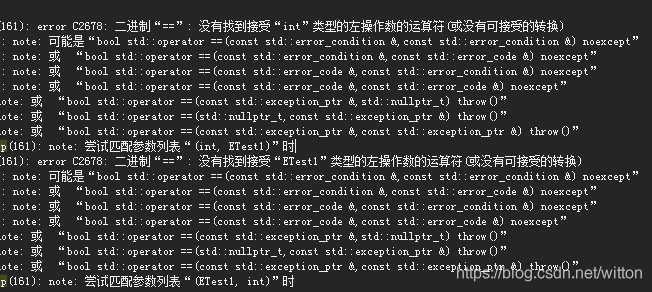 (161): error C2678: 二进制“==”: 没有找到接受“int”类型的左操作数的运算符(或没有可接受的转换)
: note: 可能是“bool std::operator ==(const std::error_condition &,const std::error_condition &) noexcept”
: note: 或 “bool std::operator ==(const std::error_condition &,const std::error_code &) noexcept”
: note: 或 “bool std::operator ==(const std::error_code &,const std::error_condition &) noexcept”
: note: 或 “bool std::operator ==(const std::error_code &,const std::error_code &) noexcept”
note: 或 “bool std::operator ==(const std::exception_ptr &,std::nullptr_t) throw()”
note: 或 “bool std::operator ==(std::nullptr_t,const std::exception_ptr &) throw()”
note: 或 “bool std::operator ==(const std::exception_ptr &,const std::exception_ptr &) throw()”
p(161): note: 尝试匹配参数列表“(int, ETest1)”时
(161): error C2678: 二进制“==”: 没有找到接受“ETest1”类型的左操作数的运算符(或没有可接受的转换)
: note: 可能是“bool std::operator ==(const std::error_condition &,const std::error_condition &) noexcept”
: note: 或 “bool std::operator ==(const std::error_condition &,const std::error_code &) noexcept”
: note: 或 “bool std::operator ==(const std::error_code &,const std::error_condition &) noexcept”
: note: 或 “bool std::operator ==(const std::error_code &,const std::error_code &) noexcept”
note: 或 “bool std::operator ==(const std::exception_ptr &,std::nullptr_t) throw()”
note: 或 “bool std::operator ==(std::nullptr_t,const std::exception_ptr &) throw()”
note: 或 “bool std::operator ==(const std::exception_ptr &,const std::exception_ptr &) throw()”
p(161): note: 尝试匹配参数列表“(ETest1, int)”时
https://blog.csdn.net/witton